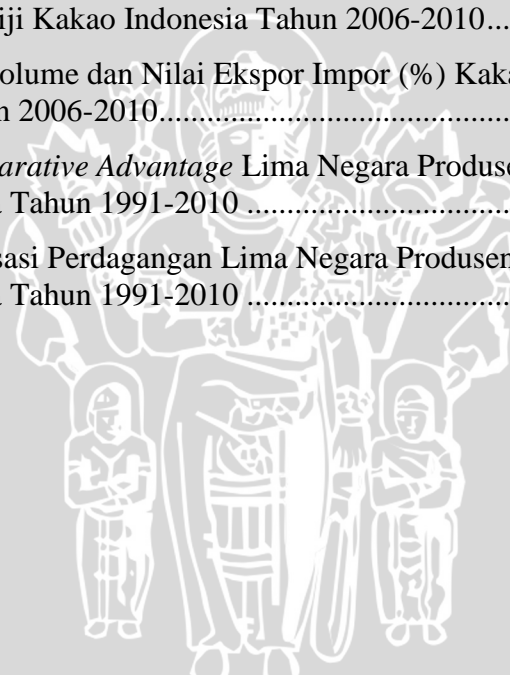 iji Kakao Indonesia Tahun 2006-2010...
olume dan Nilai Ekspor Impor (%) Kaka
n 2006-2010.............................................
arative Advantage Lima Negara Produse
a Tahun 1991-2010 ..................................
sasi Perdagangan Lima Negara Produsen
a Tahun 1991-2010 ..................................